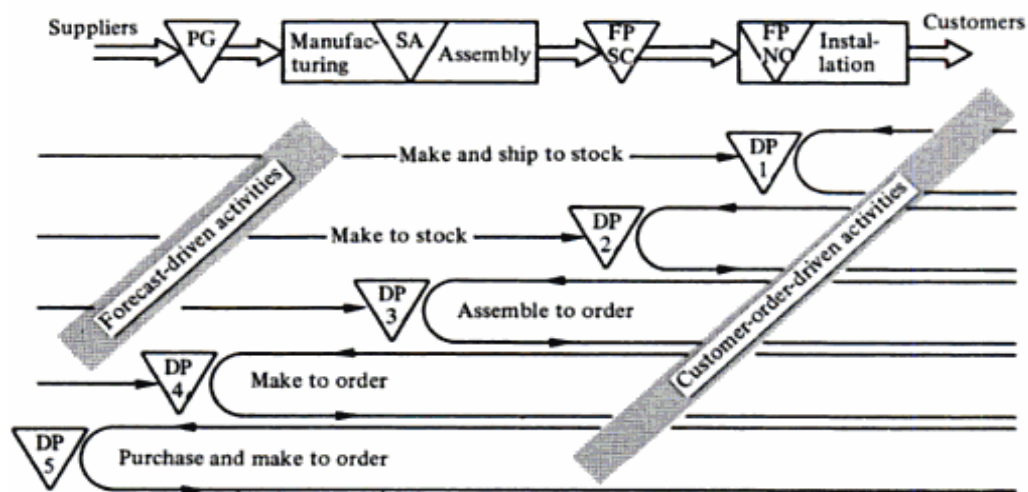 Suppliers
Customers
PG
Manufac-
turing
SA
Assembly
FP
SC
FP
NO
Instal-
lation
Make and ship to stock
DP
1
Make to stock
DP
2
DP
3
Assemble to order
DP
4
Make to order
DP
5
Purchase and make to order
Forecast-driven activities
Customer-order-driven activities